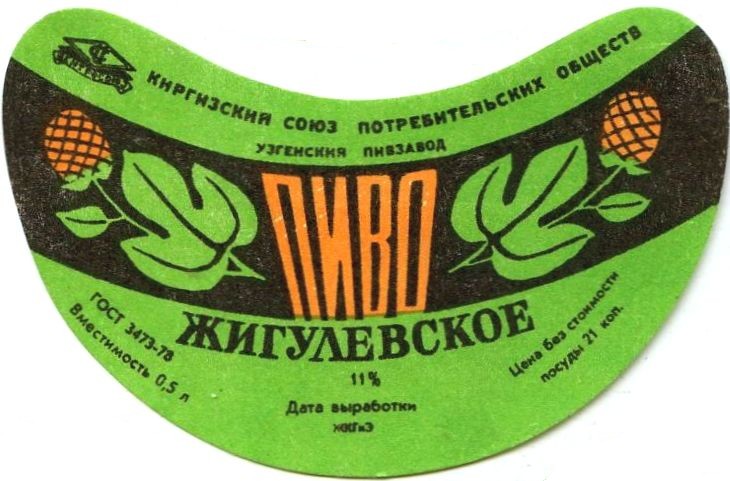 КИРГИЗСКИЙ СОЮЗ ПОТРЕБИТЕЛЬСКИХ ОБЩЕСТВ
УЗГЕНСКИЙ ПИВЗАВОД
ПИВО
ЖИГУЛЕВСКОЕ
ГОСТ 3473-78
Вместимость 0,5 л
11%
Дата выработки
ЖКГиЭ
Цена без стоимости
посуды 21 коп.